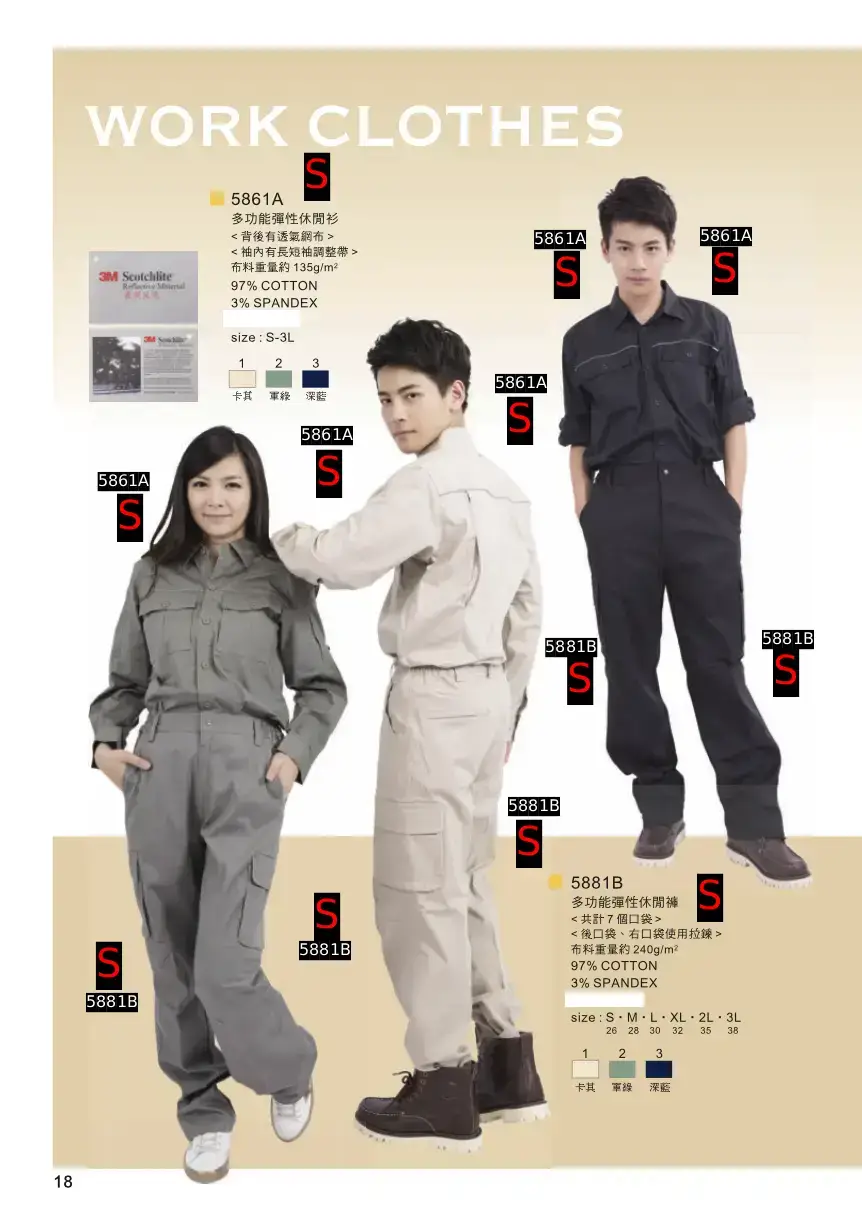 WORK CLOTHES
S
5861A
多功能彈性休閒衫
< 背後有透氣網布 >
< 袖內有長短袖調整帶 >
布料重量約 135g/m²
97% COTTON
3% SPANDEX
size : S-3L
1 2 3
卡其 軍綠 深藍
3M Scotchlite
Reflective Material
3M Scotchlite
5861A
S
5861A
S
5861A
S
5861A
S
5861A
S
5881B
S
5881B
S
5881B
S
S
5881B
S
5881B
5881B
S
多功能彈性休閒褲
< 共計 7 個口袋 >
< 後口袋、右口袋使用拉鍊 >
布料重量約 240g/m²
97% COTTON
3% SPANDEX
size : S・M・L・XL・2L・3L
26 28 30 32 35 38
1 2 3
卡其 軍綠 深藍
18